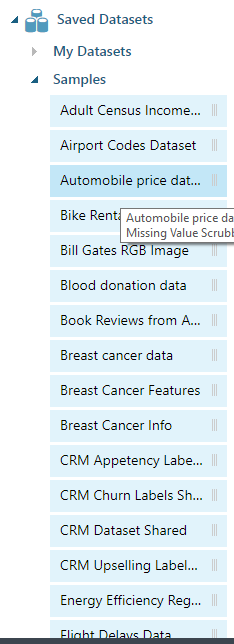 Saved Datasets
My Datasets
Samples
Adult Census Income...
Airport Codes Dataset
Automobile price dat...
Automobile price da
Bike Renta
Missing Value Scrubb
Bill Gates RGB Image
Blood donation data
Book Reviews from A...
Breast cancer data
Breast Cancer Features
Breast Cancer Info
CRM Appetency Labe...
CRM Churn Labels Sh...
CRM Dataset Shared
CRM Upselling Label...
Energy Efficiency Reg...
Flight Delays Data